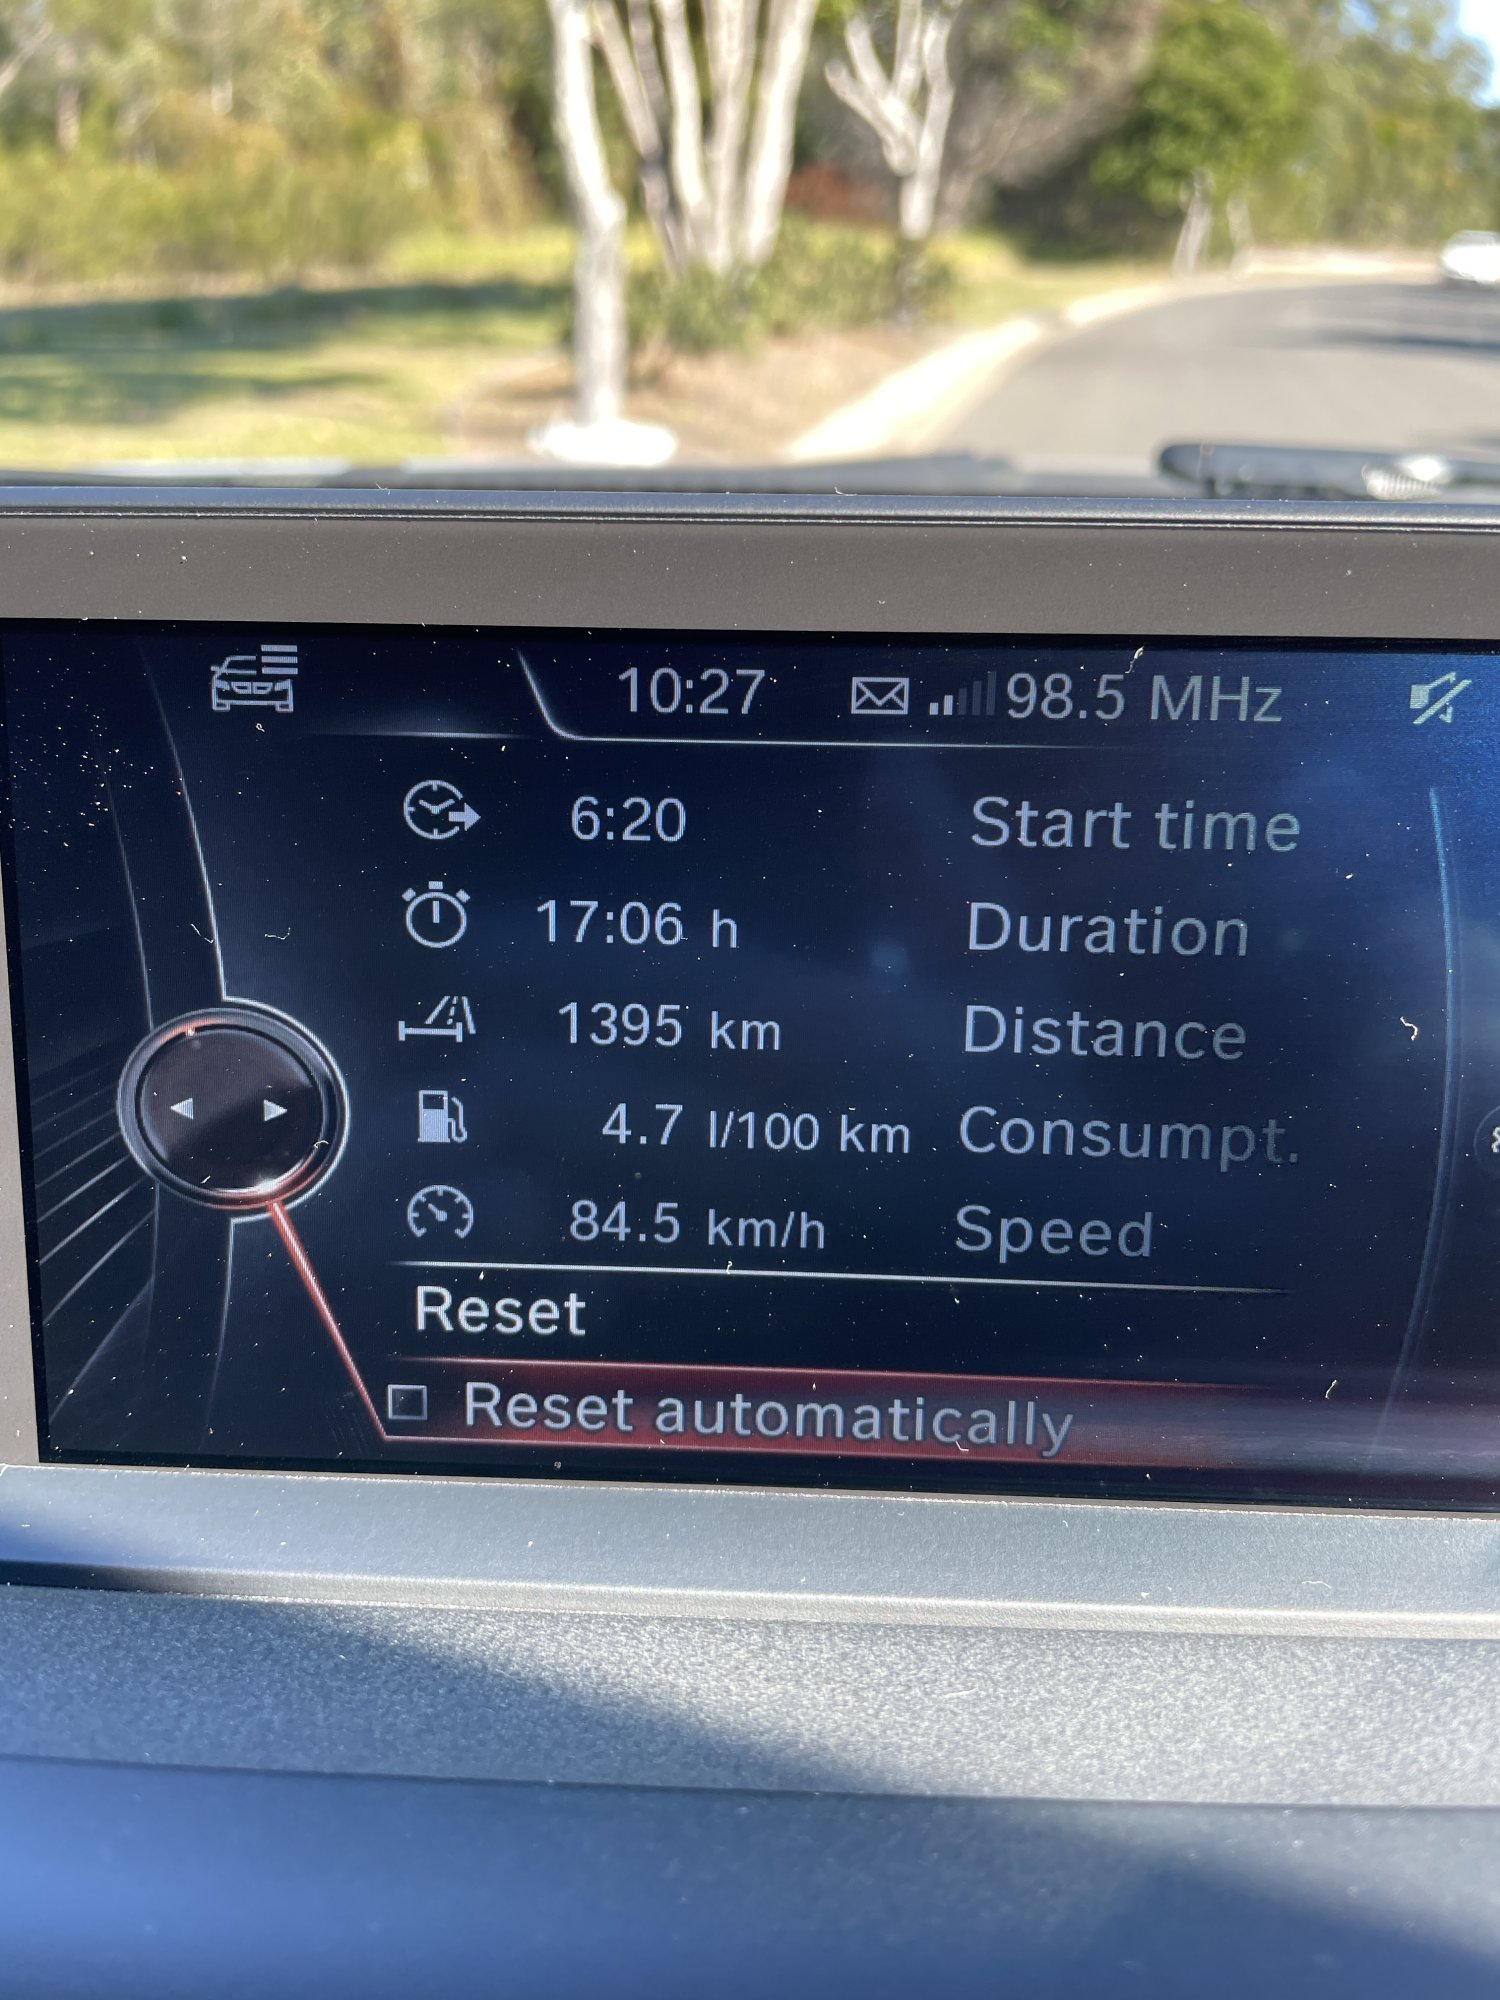 10:27 98.5 MHz
6:20 Start time
17:06 h Duration
1395 km Distance
4.7 l/100 km Consumpt.
84.5 km/h Speed
Reset
Reset automatically